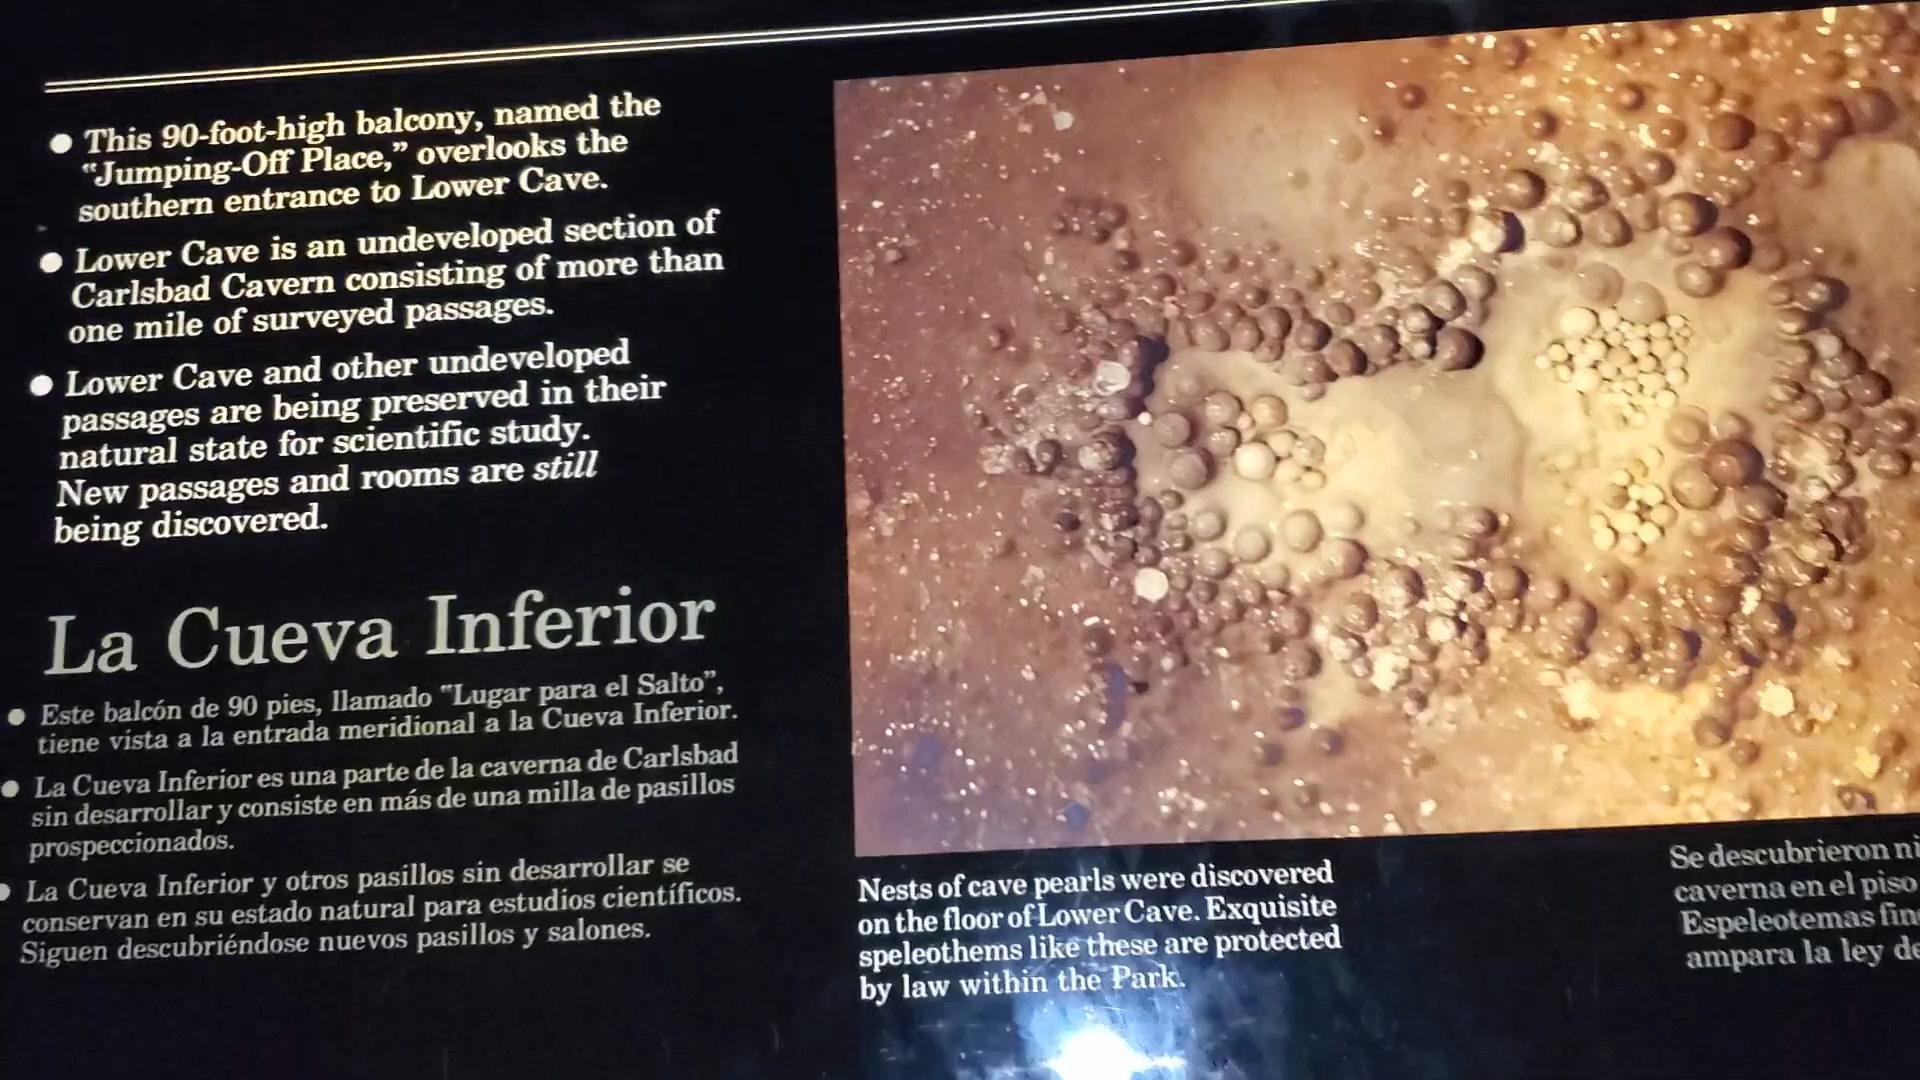 This 90-foot-high balcony, named the
“Jumping-Off Place,” overlooks the
southern entrance to Lower Cave.
Lower Cave is an undeveloped section of
Carlsbad Cavern consisting of more than
one mile of surveyed passages.
Lower Cave and other undeveloped
passages are being preserved in their
natural state for scientific study.
New passages and rooms are still
being discovered.
La Cueva Inferior
Este balcón de 90 pies, llamado “Lugar para el Salto”,
tiene vista a la entrada meridional a la Cueva Inferior.
La Cueva Inferior es una parte de la caverna de Carlsbad
sin desarrollar y consiste en más de una milla de pasillos
prospeccionados.
La Cueva Inferior y otros pasillos sin desarrollar se
conservan en su estado natural para estudios científicos.
Siguen descubriéndose nuevos pasillos y salones.
Nests of cave pearls were discovered
on the floor of Lower Cave. Exquisite
speleothems like these are protected
by law within the Park.
Se descubrieron
caverna en el piso
Espeleotemas
ampara la ley